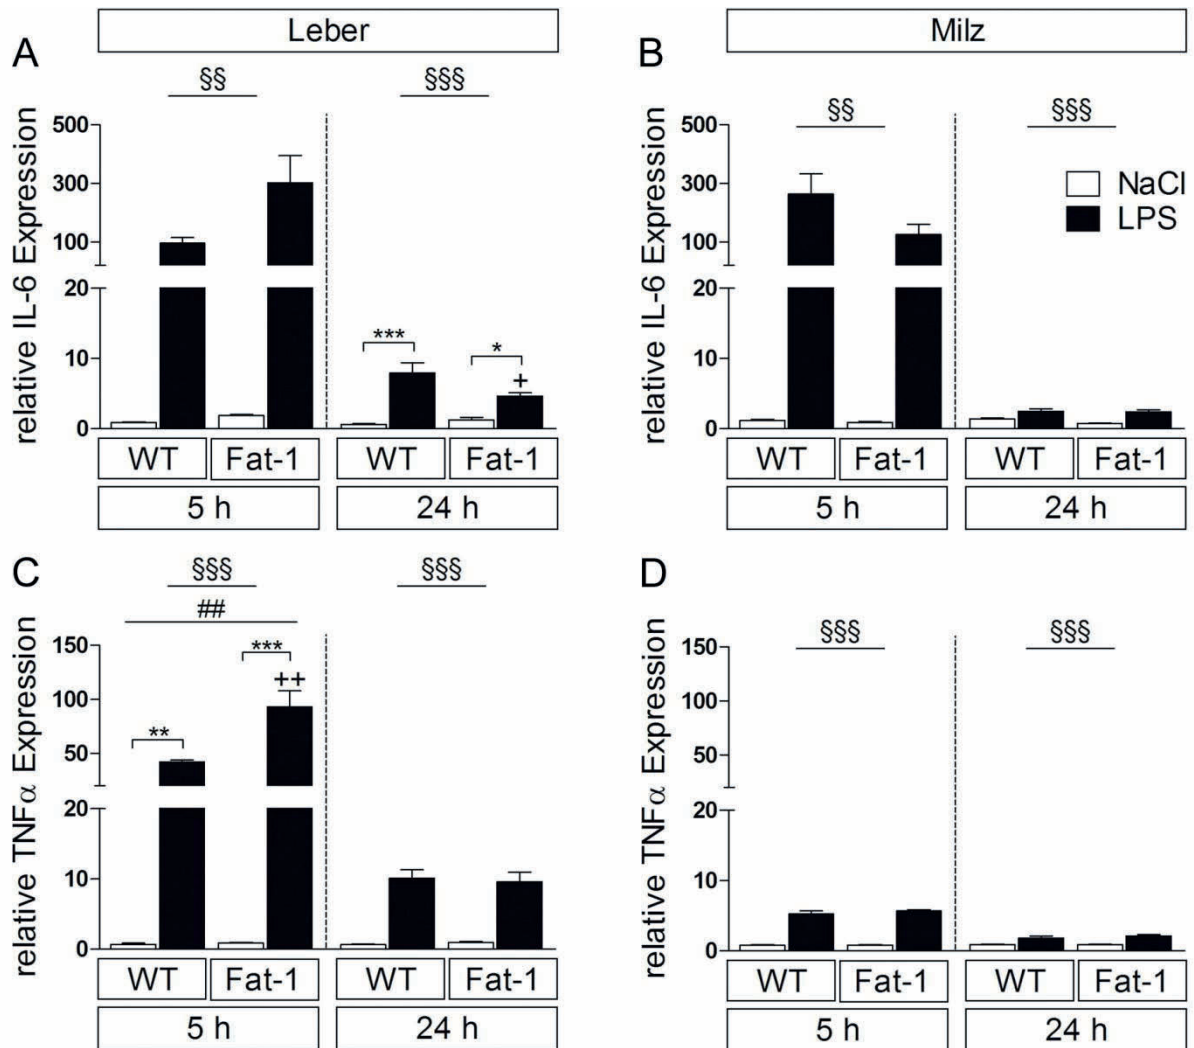 Leber
Milz
A
§§
§§§
relative IL-6 Expression
500
300
100
20
10
0
***
*
+
WT
Fat-1
WT
Fat-1
5 h
24 h
B
§§
§§§
relative IL-6 Expression
500
300
100
20
10
0
NaCl
LPS
WT
Fat-1
WT
Fat-1
5 h
24 h
C
§§§
§§§
##
relative TNFα Expression
150
100
50
20
10
0
**
***
++
WT
Fat-1
WT
Fat-1
5 h
24 h
D
§§§
§§§
relative TNFα Expression
150
100
50
20
10
0
WT
Fat-1
WT
Fat-1
5 h
24 h